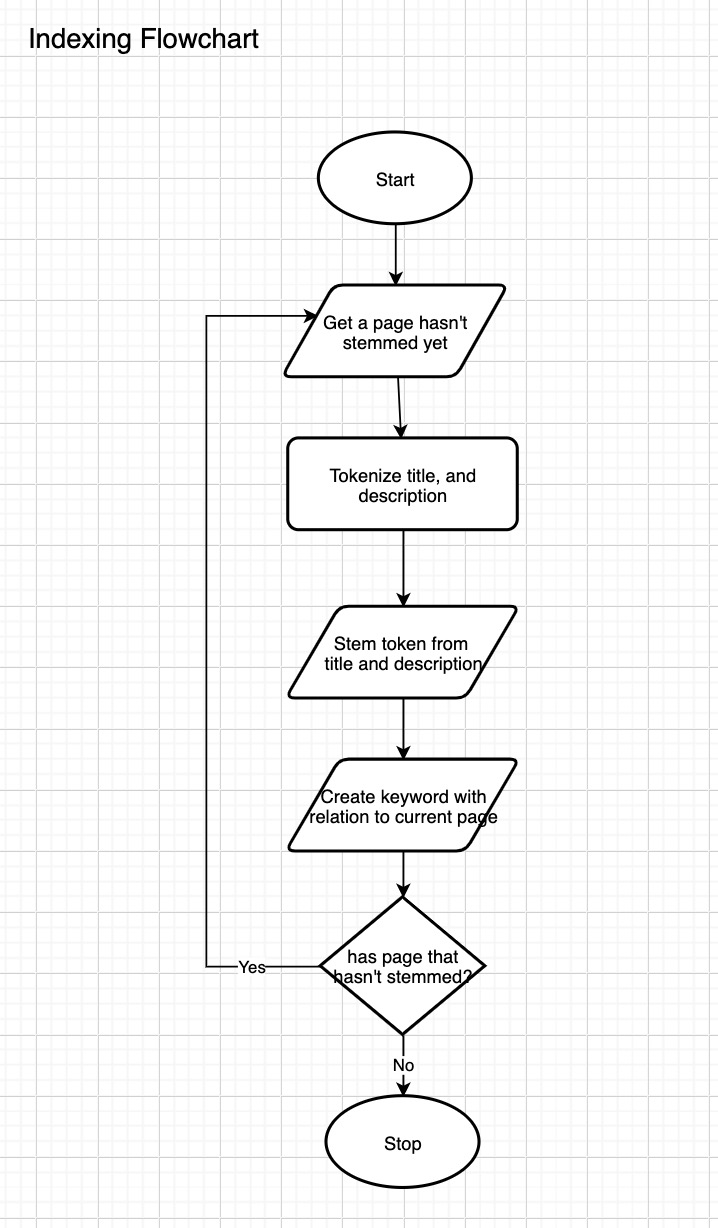 Indexing Flowchart
Start
Get a page hasn't
stemmed yet
Tokenize title, and
description
Stem token from
title and description
Create keyword with
relation to current page
has page that
hasn't stemmed?
Yes
No
Stop